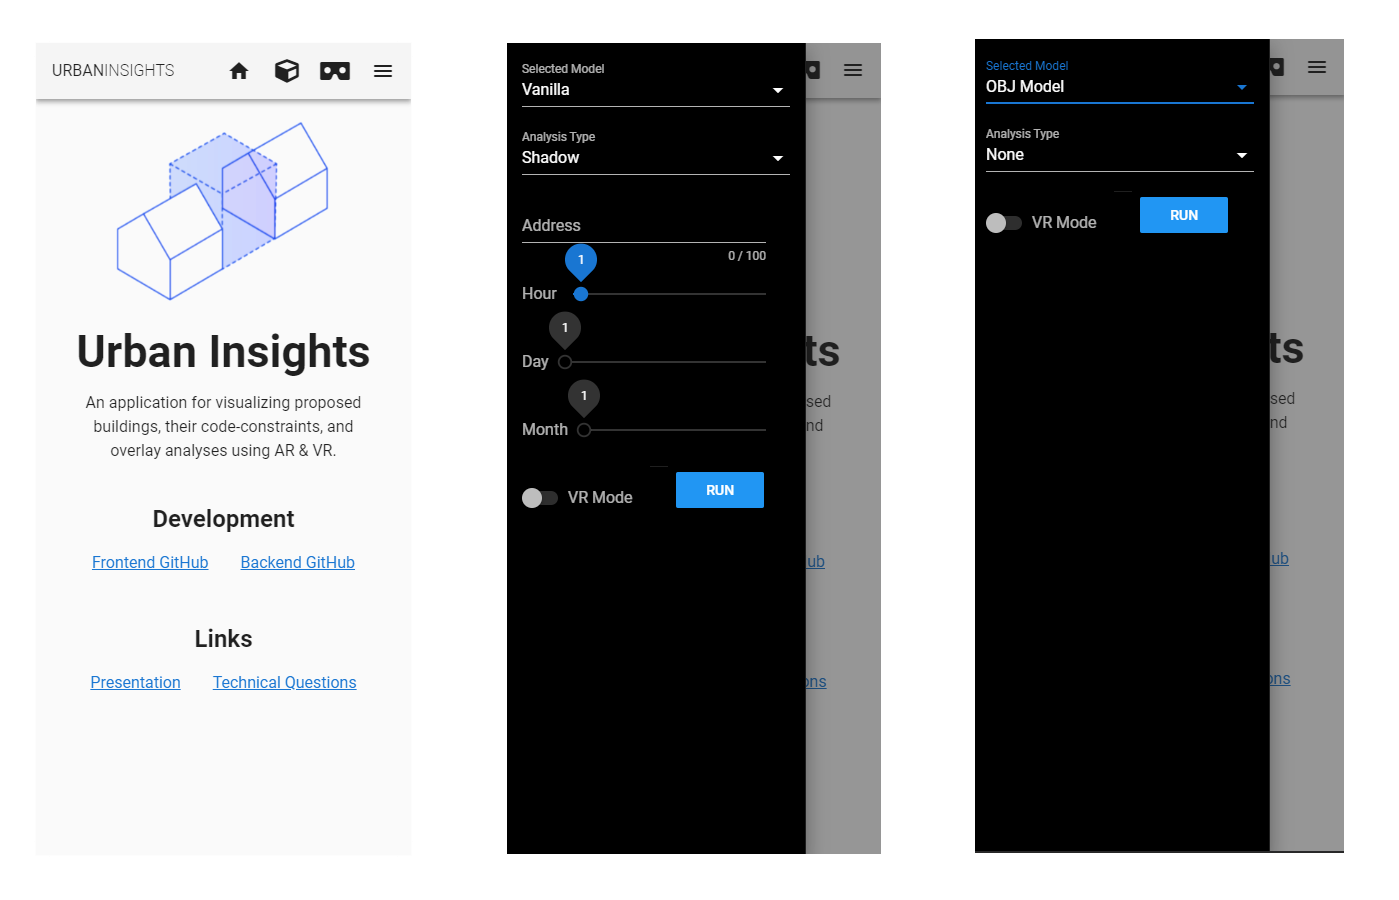 URBANINSIGHTS
Urban Insights
An application for visualizing proposed
buildings, their code-constraints, and
overlay analyses using AR & VR.
Development
Frontend GitHub Backend GitHub
Links
Presentation Technical Questions
Selected Model
Vanilla
Analysis Type
Shadow
Address
0 / 100
1
Hour
1
Day
1
Month
VR Mode RUN
ts
sed
nd
ub
ons
Selected Model
OBJ Model
Analysis Type
None
VR Mode RUN
ts
sed
nd
ub
ons